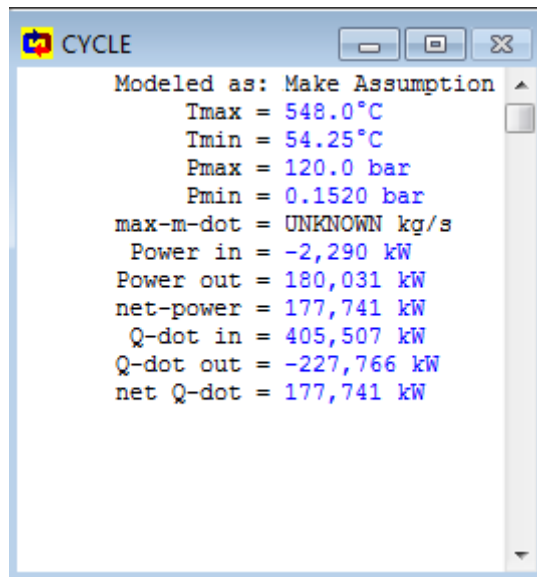 CYCLE
Modeled as: Make Assumption
Tmax = 548.0°C
Tmin = 54.25°C
Pmax = 120.0 bar
Pmin = 0.1520 bar
max-m-dot = UNKNOWN kg/s
Power in = -2,290 kW
Power out = 180,031 kW
net-power = 177,741 kW
Q-dot in = 405,507 kW
Q-dot out = -227,766 kW
net Q-dot = 177,741 kW